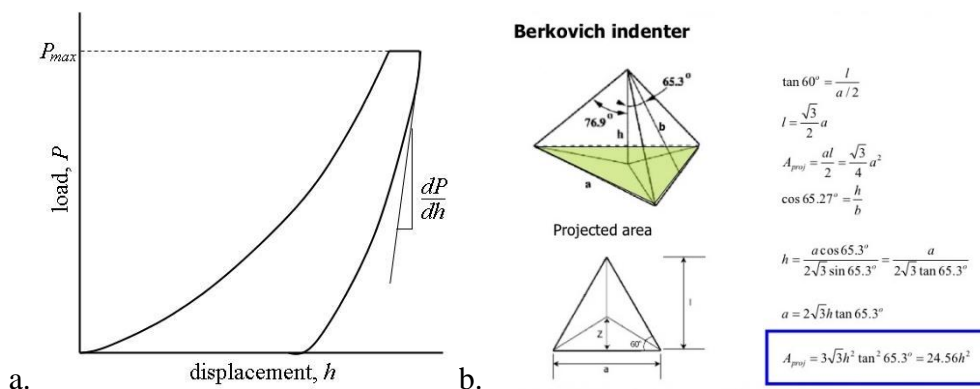 P_max
load, P
dP/dh
displacement, h
a.
Berkovich indenter
65.3°
76.9°
h
b
a
Projected area
l
Z
60°
a
b.
tan 60° = l / (a/2)
l = (√3/2) a
A_proj = al/2 = (√3/4) a²
cos 65.27° = h/b
h = a cos 65.3° / (2√3 sin 65.3°) = a / (2√3 tan 65.3°)
a = 2√3h tan 65.3°
A_proj = 3√3h² tan² 65.3° = 24.56h²